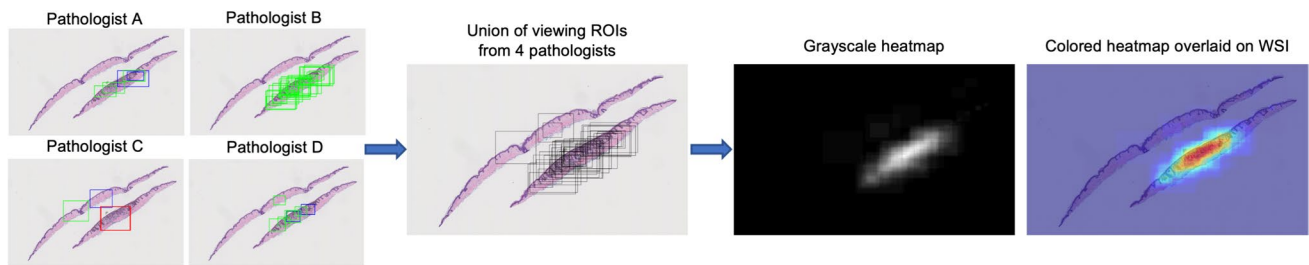 Pathologist A
Pathologist B
Pathologist C
Pathologist D
Union of viewing ROIs
from 4 pathologists
Grayscale heatmap
Colored heatmap overlaid on WSI